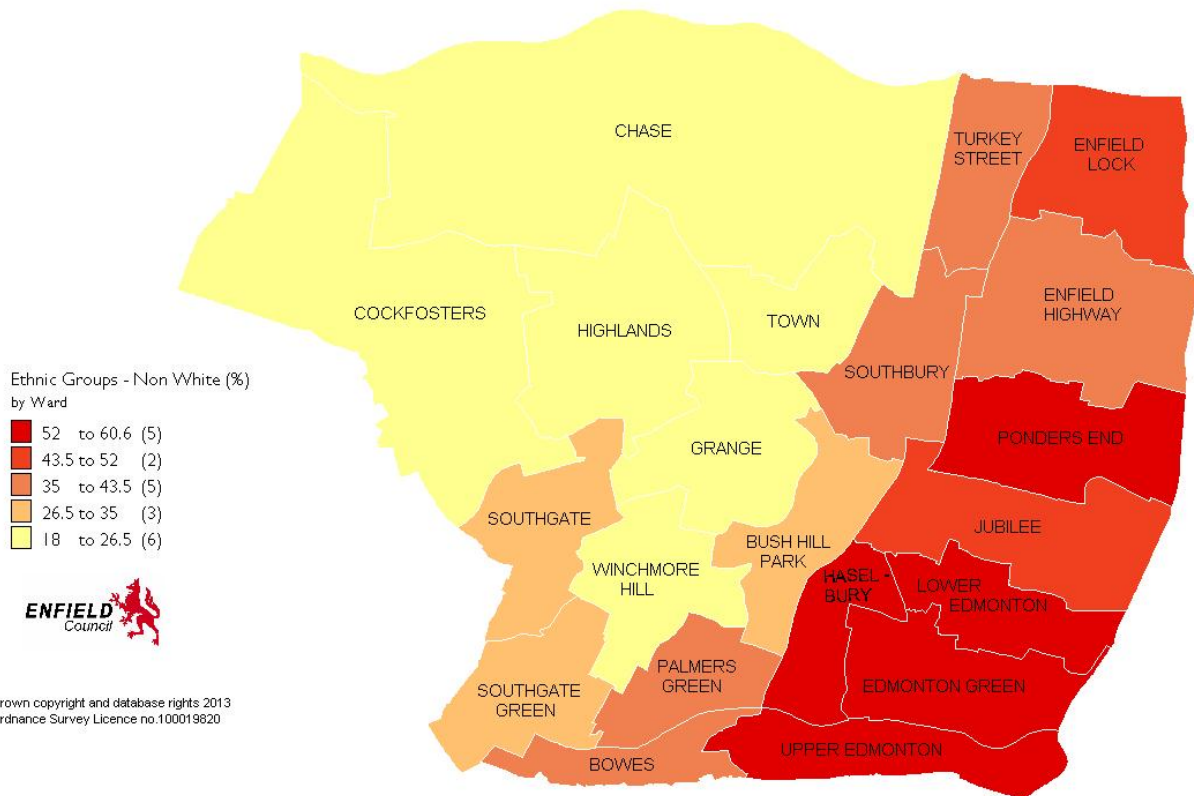 CHASE
TURKEY
STREET
ENFIELD
LOCK
COCKFOSTERS
HIGHLANDS
TOWN
ENFIELD
HIGHWAY
SOUTHBURY
Ethnic Groups - Non White (%)
by Ward
52 to 60.6 (5)
43.5 to 52 (2)
35 to 43.5 (5)
26.5 to 35 (3)
18 to 26.5 (6)
GRANGE
PONDERS END
SOUTHGATE
BUSH HILL
PARK
JUBILEE
WINCHMORE
HILL
HASEL -
BURY
LOWER
EDMONTON
ENFIELD
Council
PALMERS
GREEN
EDMONTON GREEN
SOUTHGATE
GREEN
rown copyright and database rights 2013
rdnance Survey Licence no.100019820
UPPER EDMONTON
BOWES